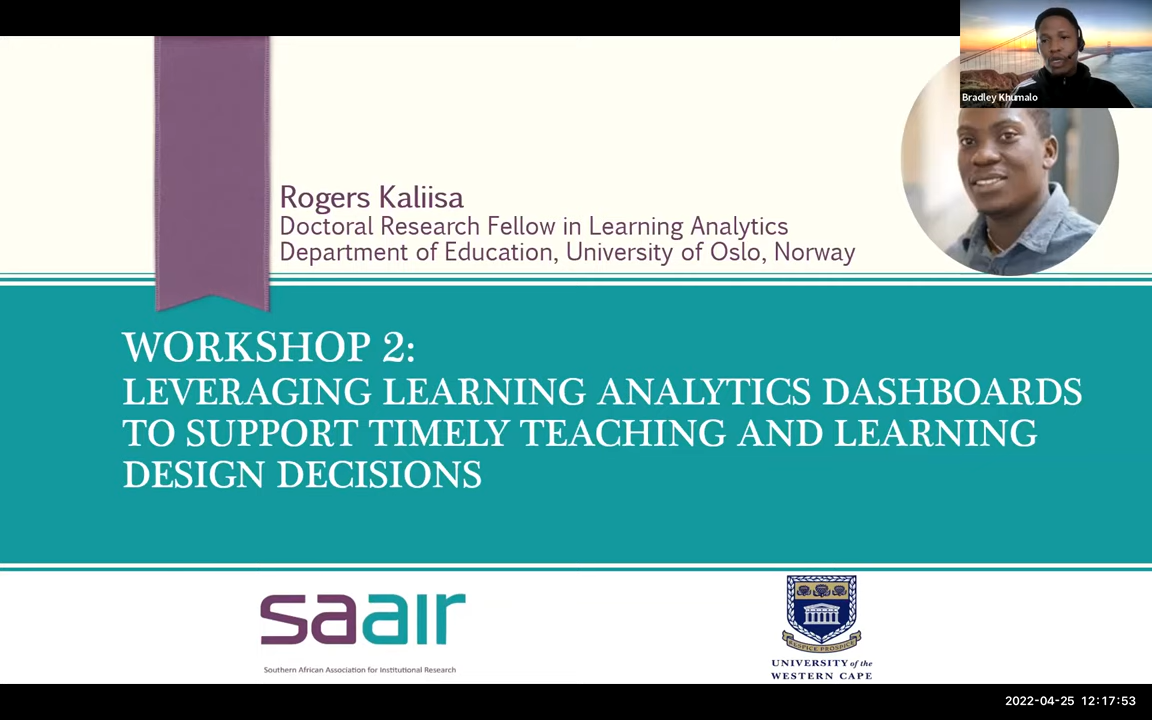 Bradley Khumalo
Rogers Kaliisa
Doctoral Research Fellow in Learning Analytics
Department of Education, University of Oslo, Norway
WORKSHOP 2:
LEVERAGING LEARNING ANALYTICS DASHBOARDS
TO SUPPORT TIMELY TEACHING AND LEARNING
DESIGN DECISIONS
saair
Southern African Association for Institutional Research
RESPICE PROSPICE
UNIVERSITY of the
WESTERN CAPE
2022-04-25 12:17:53